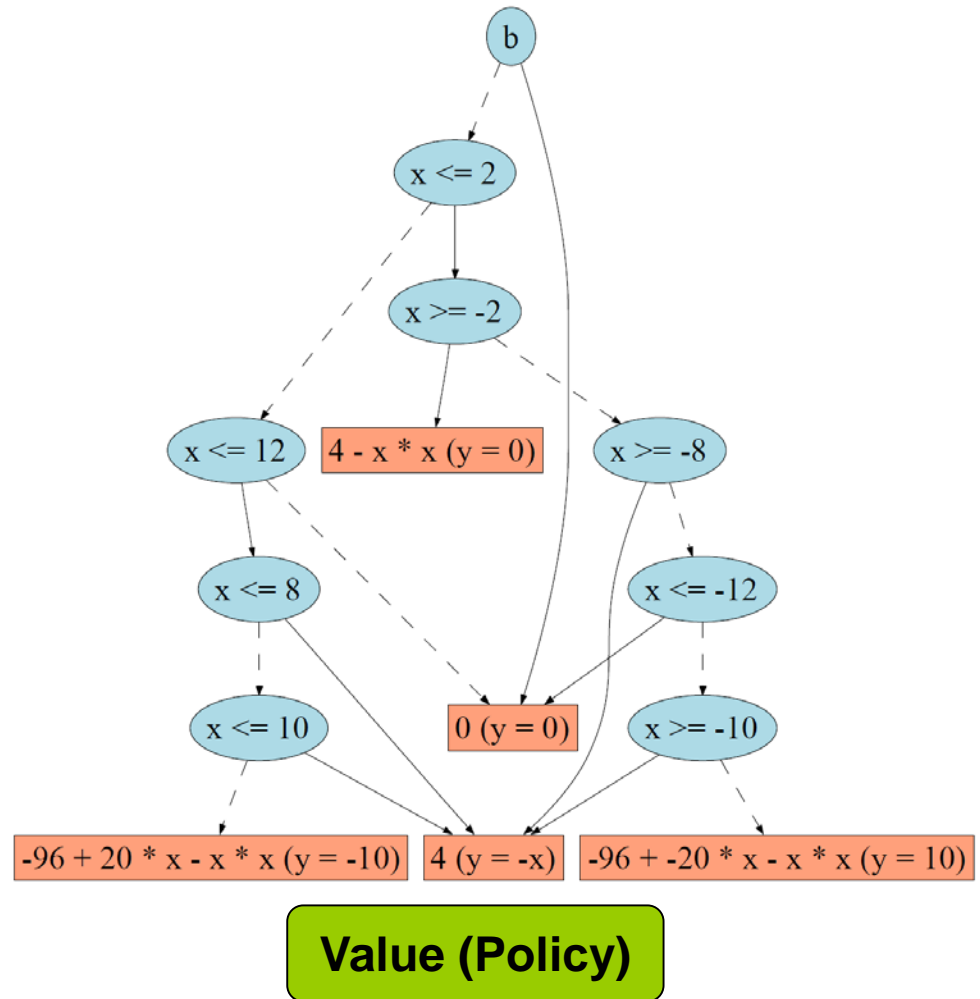 b
x <= 2
x >= -2
x <= 12
4 - x * x (y = 0)
x >= -8
x <= 8
x <= -12
x <= 10
0 (y = 0)
x >= -10
-96 + 20 * x - x * x (y = -10)
4 (y = -x)
-96 + -20 * x - x * x (y = 10)
Value (Policy)